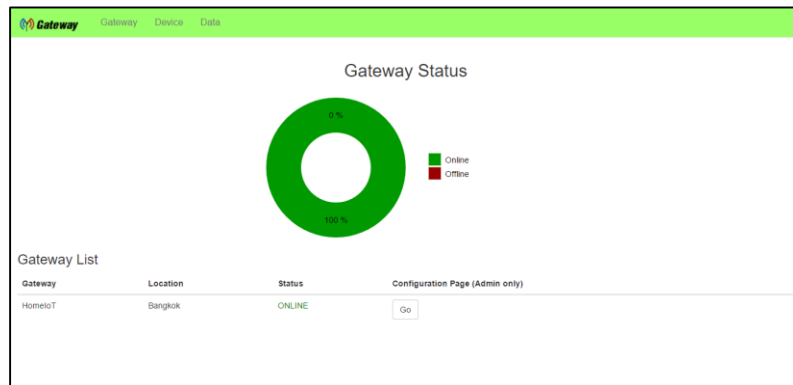 Gateway Gateway Device Data
Gateway Status
0 %
Online
Offline
100 %
Gateway List
Gateway Location Status Configuration Page (Admin only)
HomeIoT Bangkok ONLINE Go